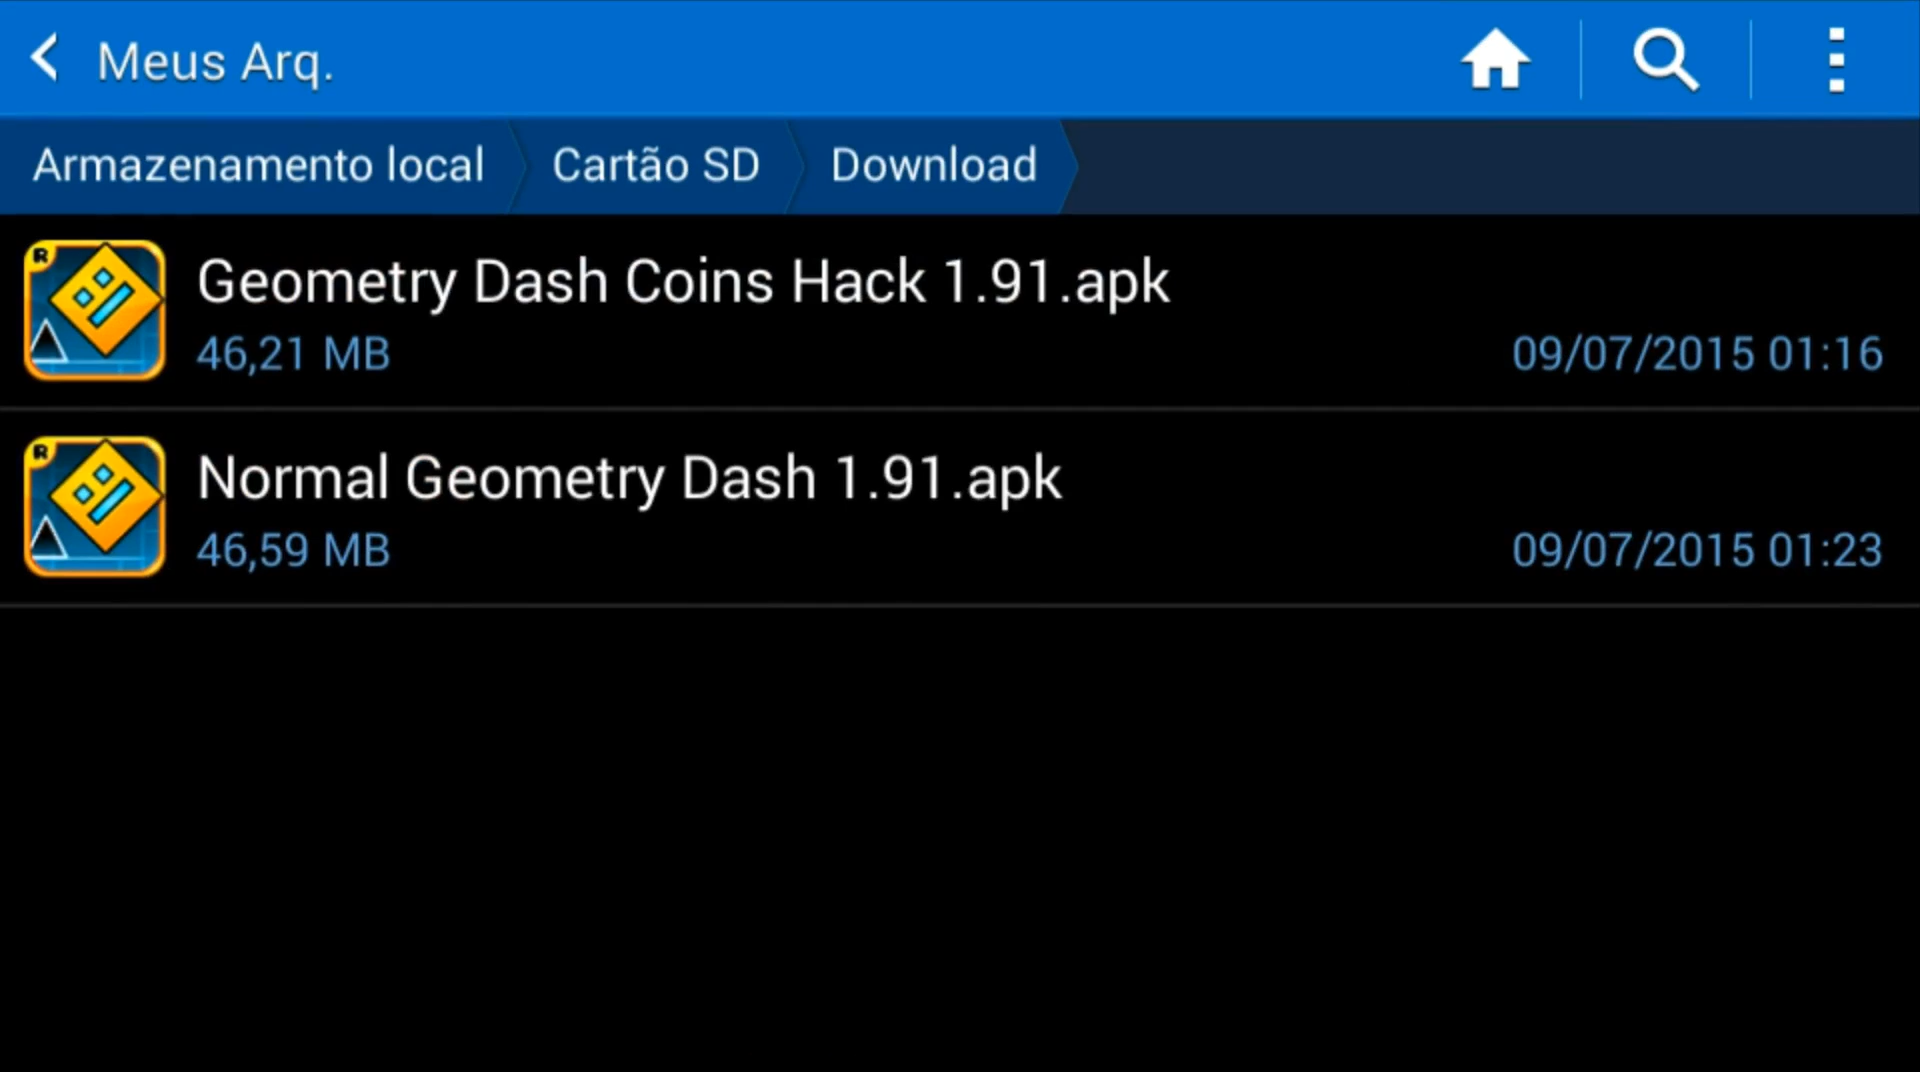 Meus Arq.
Armazenamento local
Cartão SD
Download
R
Geometry Dash Coins Hack 1.91.apk
46,21 MB
09/07/2015 01:16
R
Normal Geometry Dash 1.91.apk
46,59 MB
09/07/2015 01:23